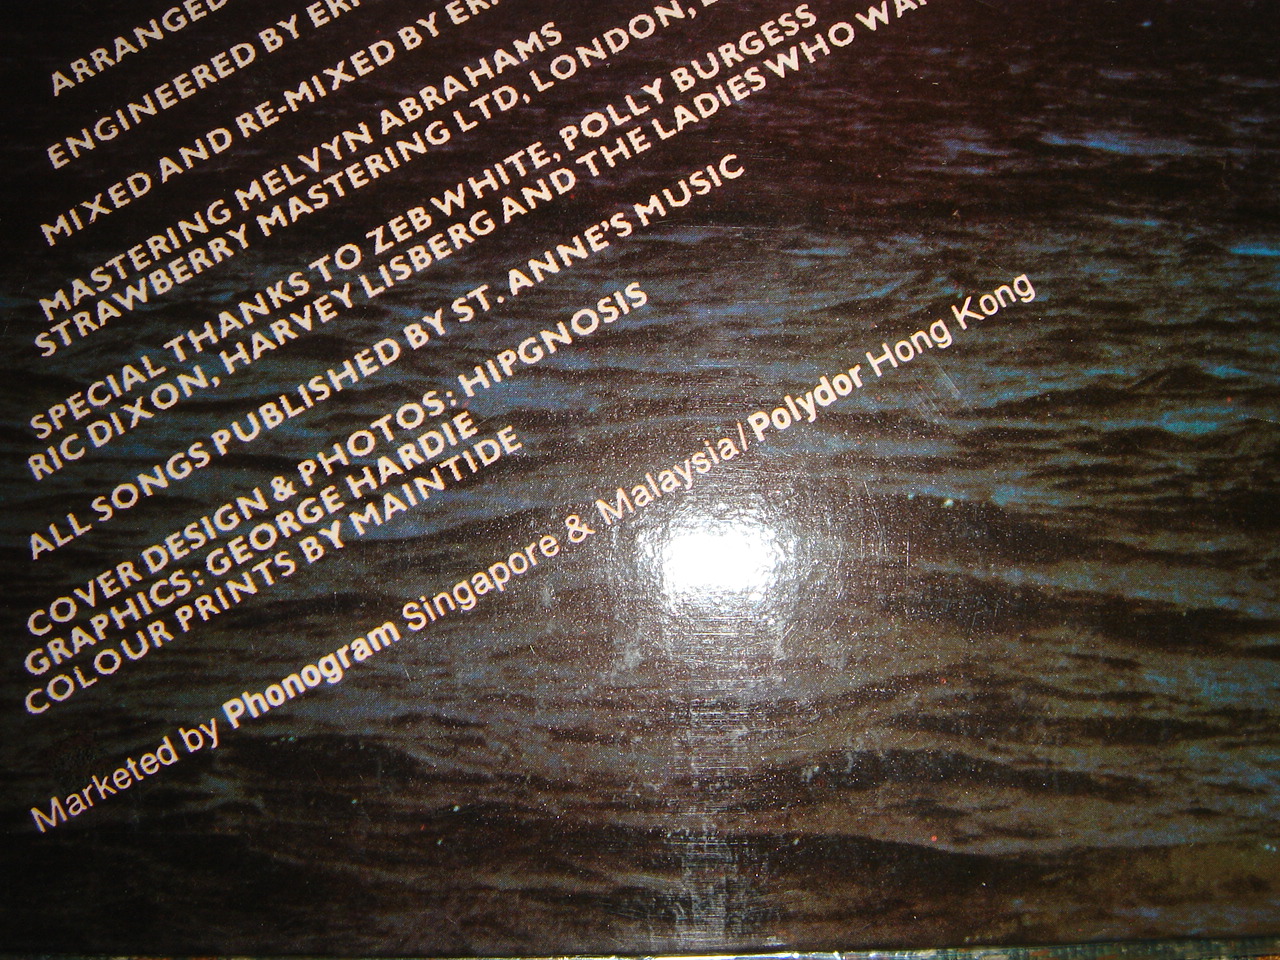 ARRANGED
ENGINEERED BY
MIXED AND RE-MIXED BY
MASTERING MELVYN ABRAHAMS
STRAWBERRY MASTERING LTD, LONDON,
SPECIAL THANKS TO ZEB WHITE, POLLY BURGESS
RIC DIXON, HARVEY LISBERG AND THE LADIES WHO
ALL SONGS PUBLISHED BY ST. ANNE'S MUSIC
COVER DESIGN & PHOTOS: HIPGNOSIS
GRAPHICS: GEORGE HARDIE
COLOUR PRINTS BY MAINTIDE
Marketed by Phonogram Singapore & Malaysia/Polydor Hong Kong